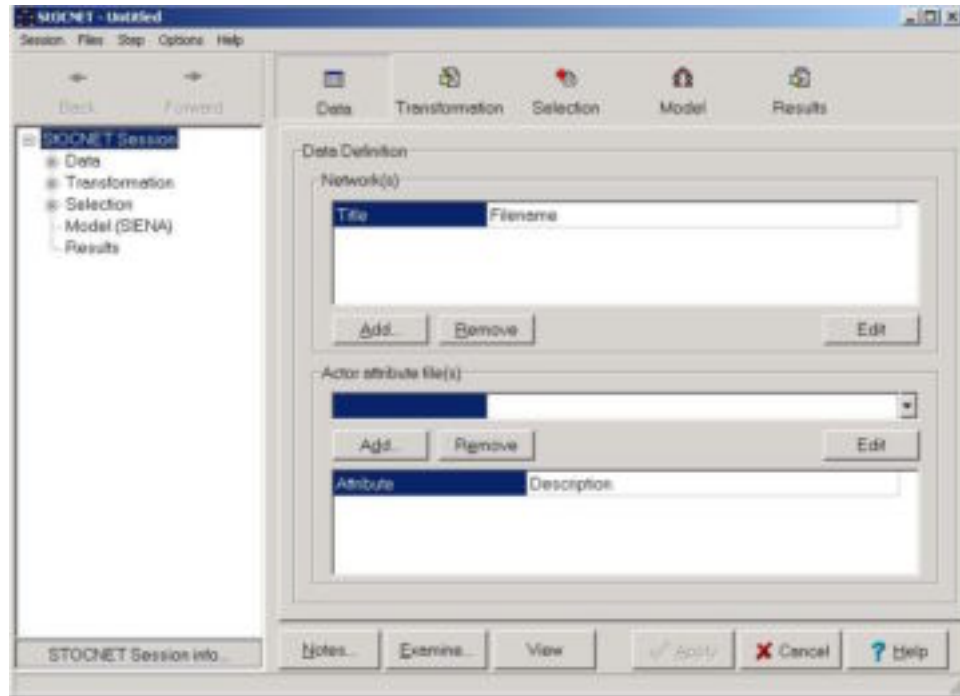 StOCNET - Untitled
Session Files Step Options Help
Back Forward
Data Transformation Selection Model Results
StOCNET Session
Data
Transformation
Selection
Model (SIENA)
Results
Data Definition
Network(s)
Title Filename
Add... Remove Edit
Actor attribute file(s)
Add... Remove Edit
Attribute Description
STOCNET Session info...
Notes... Examine... View Apply Cancel Help